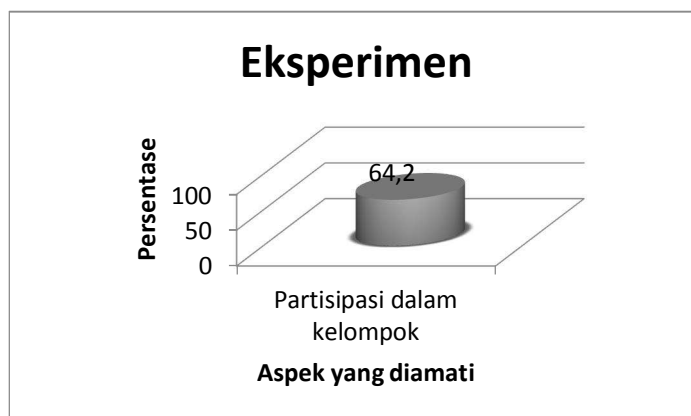 Eksperimen
Persentase
100
50
0
64,2
Partisipasi dalam
kelompok
Aspek yang diamati